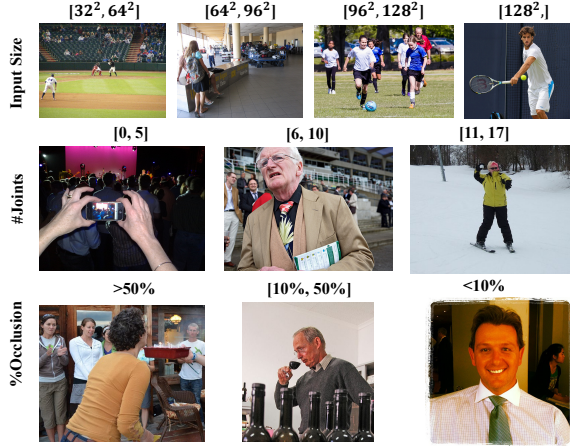 [32², 64²] [64², 96²] [96², 128²] [128²,]
Input Size
[0, 5] [6, 10] [11, 17]
#Joints
>50% [10%, 50%] <10%
%Occlusion